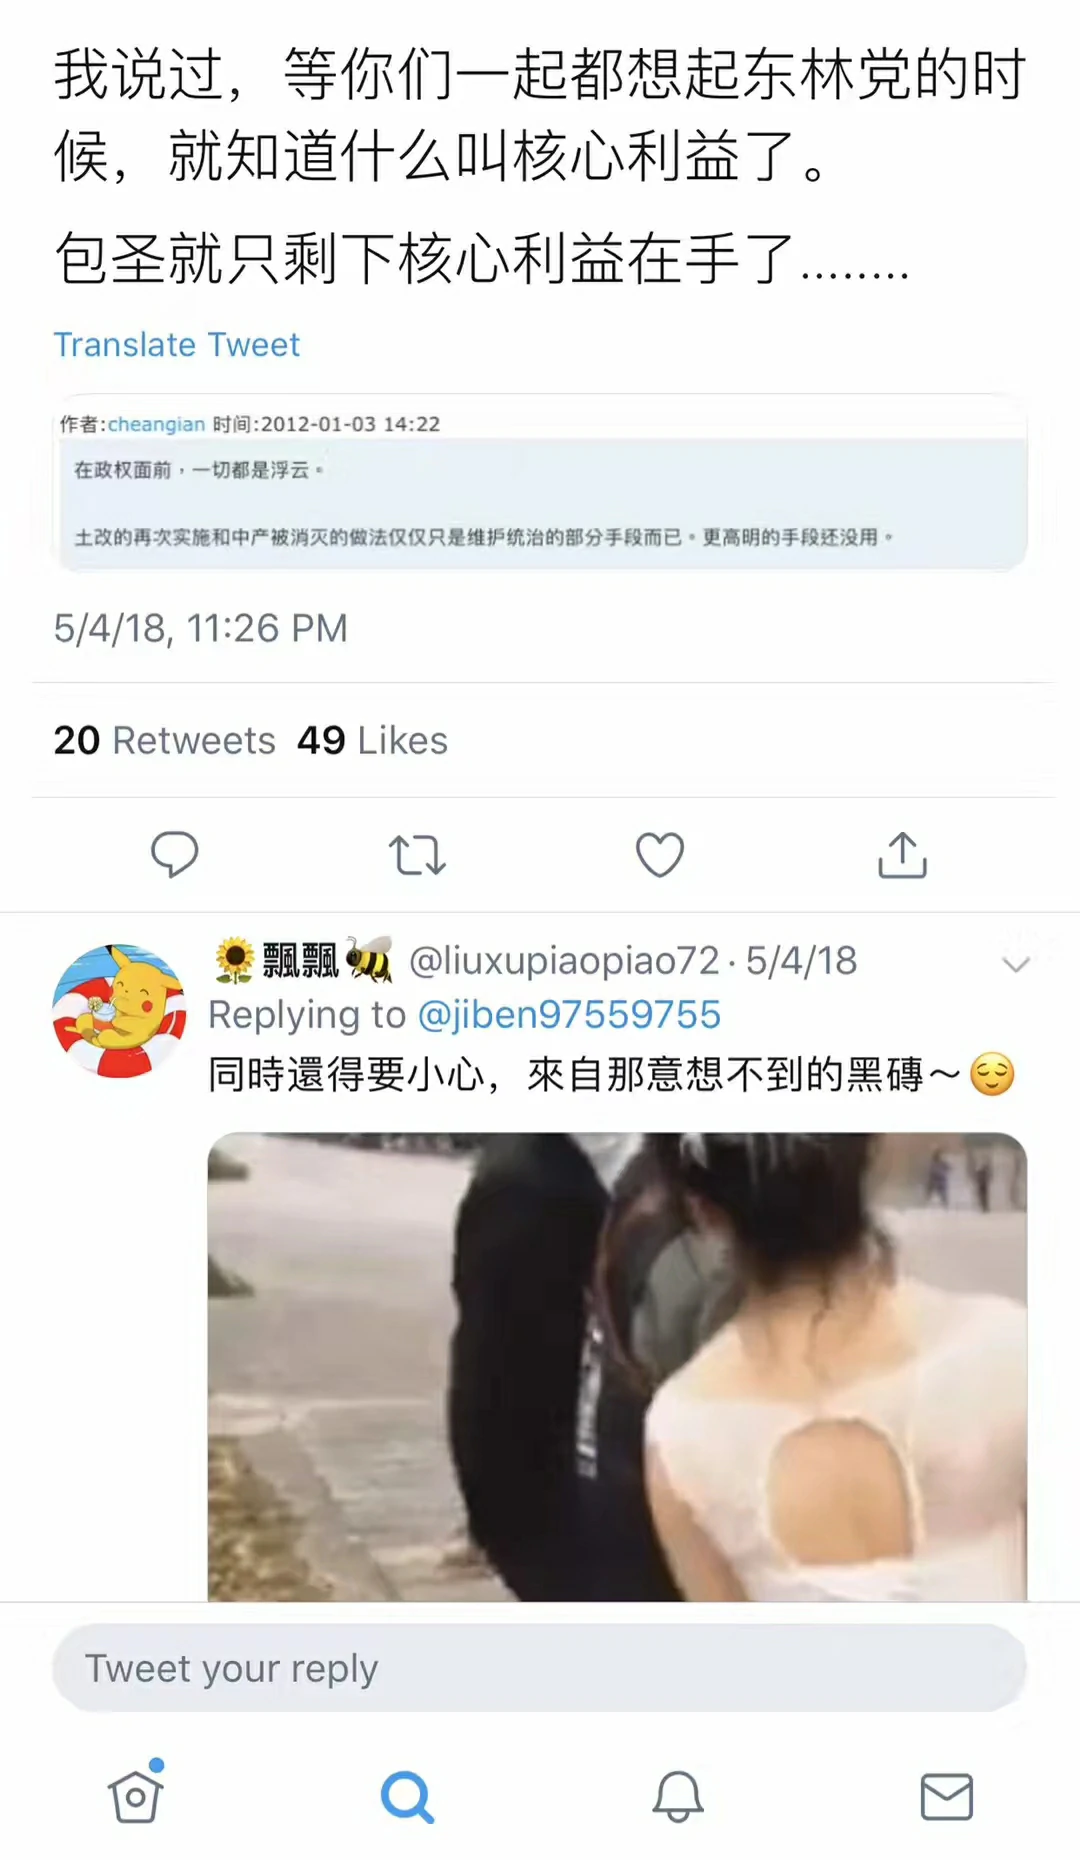 我说过，等你们一起都想起东林党的时
候，就知道什么叫核心利益了。
包圣就只剩下核心利益在手了........
Translate Tweet
作者:cheangian 时间:2012-01-03 14:22
在政权面前，一切都是浮云。
土改的再次实施和中产被消灭的做法仅仅只是维护统治的部分手段而已。更高明的手段还没用。
5/4/18, 11:26 PM
20 Retweets 49 Likes
🌻飄飄🐝 @liuxupiaopiao72 · 5/4/18
Replying to @jiben97559755
同時還得要小心，來自那意想不到的黑磚～😌
Tweet your reply